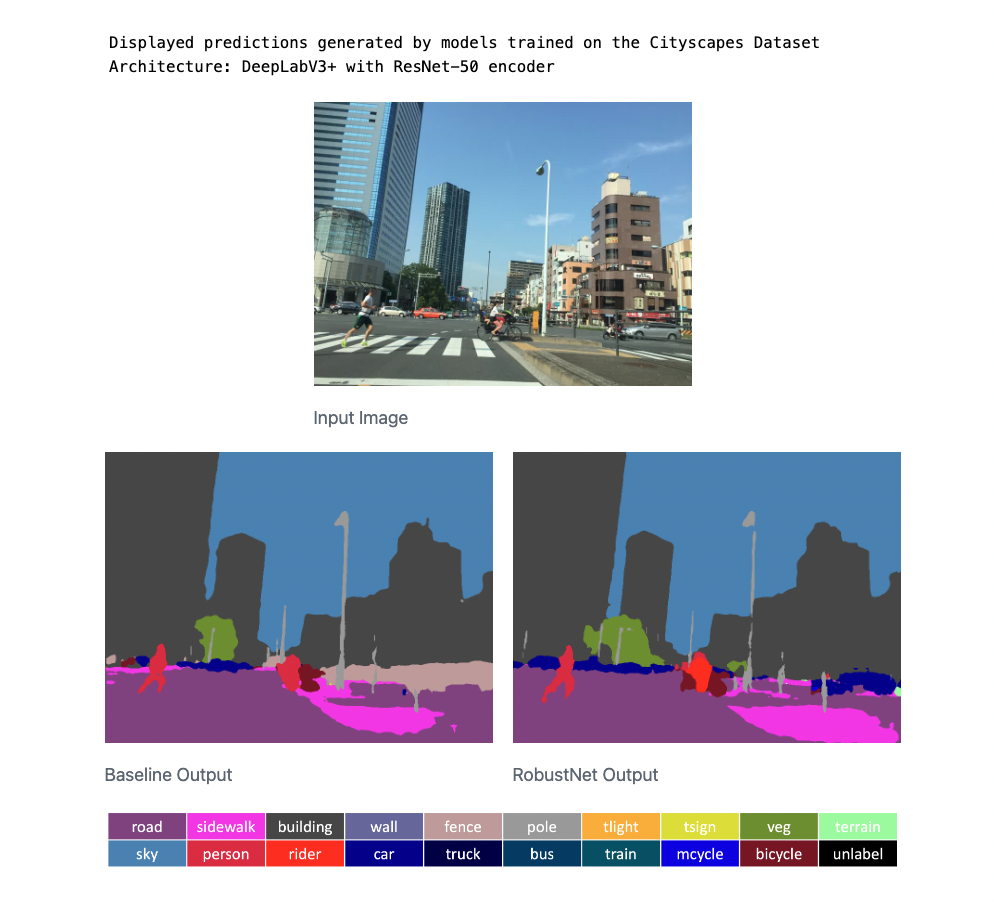 Displayed predictions generated by models trained on the Cityscapes Dataset
Architecture: DeepLabV3+ with ResNet-50 encoder
Input Image
Baseline Output
RobustNet Output
road sidewalk building wall fence pole tlight tsign veg terrain
sky person rider car truck bus train mcycle bicycle unlabel